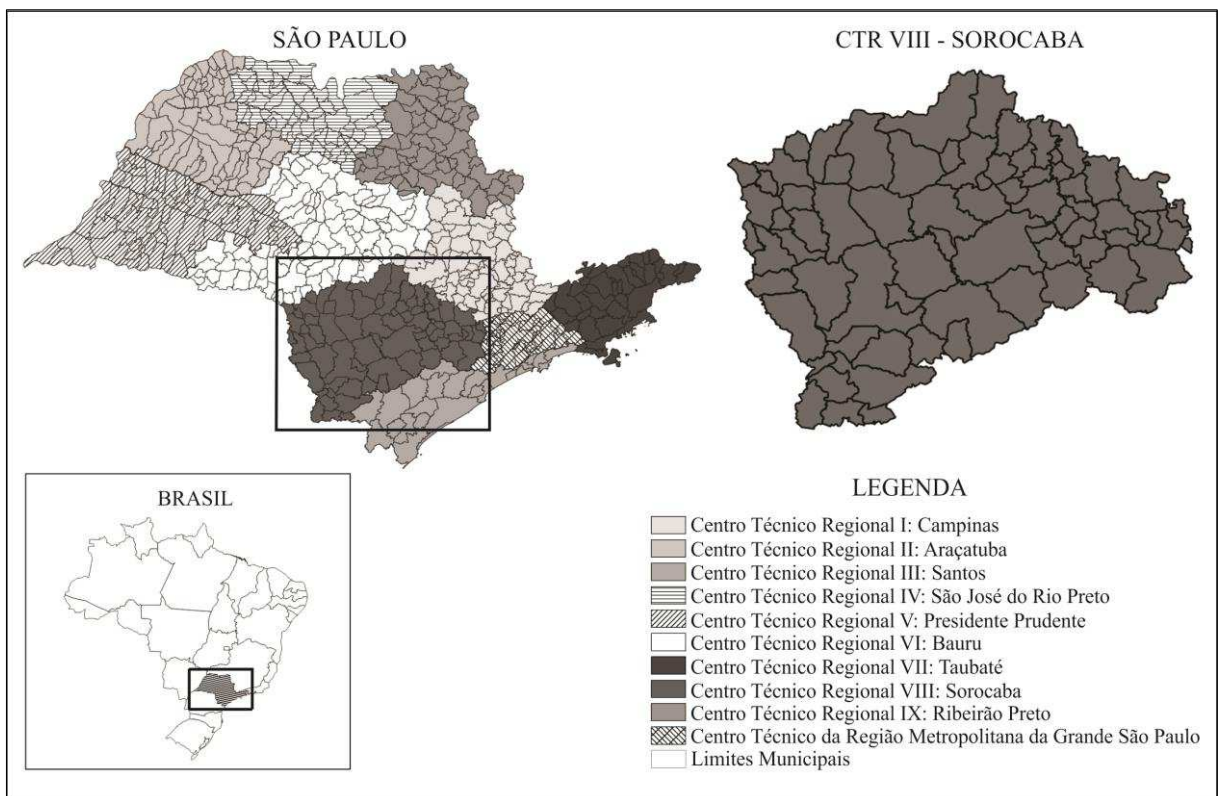 SÃO PAULO
CTR VIII - SOROCABA
BRASIL
LEGENDA
Centro Técnico Regional I: Campinas
Centro Técnico Regional II: Araçatuba
Centro Técnico Regional III: Santos
Centro Técnico Regional IV: São José do Rio Preto
Centro Técnico Regional V: Presidente Prudente
Centro Técnico Regional VI: Bauru
Centro Técnico Regional VII: Taubaté
Centro Técnico Regional VIII: Sorocaba
Centro Técnico Regional IX: Ribeirão Preto
Centro Técnico da Região Metropolitana da Grande São Paulo
Limites Municipais